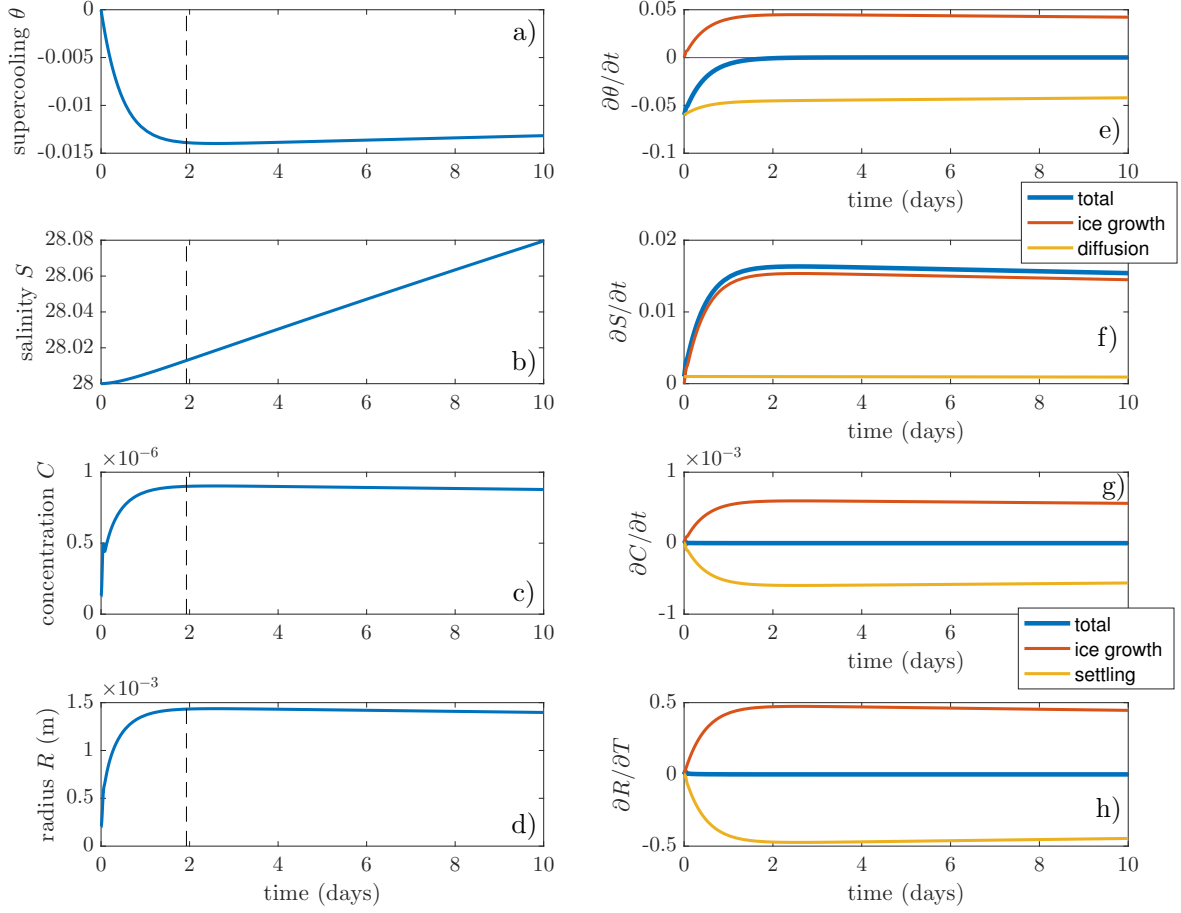 supercooling θ
0
-0.005
-0.01
-0.015
0 2 4 6 8 10
a)
∂θ/∂t
0.05
0
-0.05
-0.1
0 2 4 6 8 10
time (days)
e)
total
ice growth
diffusion
salinity S
28.08
28.06
28.04
28.02
28
0 2 4 6 8 10
b)
∂S/∂t
0.02
0.01
0
0 2 4 6 8 10
time (days)
f)
concentration C
×10⁻⁶
1
0.5
0
0 2 4 6 8 10
c)
∂C/∂t
×10⁻³
1
0
-1
0 2 4 6 8 10
time (days)
g)
total
ice growth
settling
radius R (m)
×10⁻³
1.5
1
0.5
0
0 2 4 6 8 10
time (days)
d)
∂R/∂T
0.5
0
-0.5
0 2 4 6 8 10
time (days)
h)